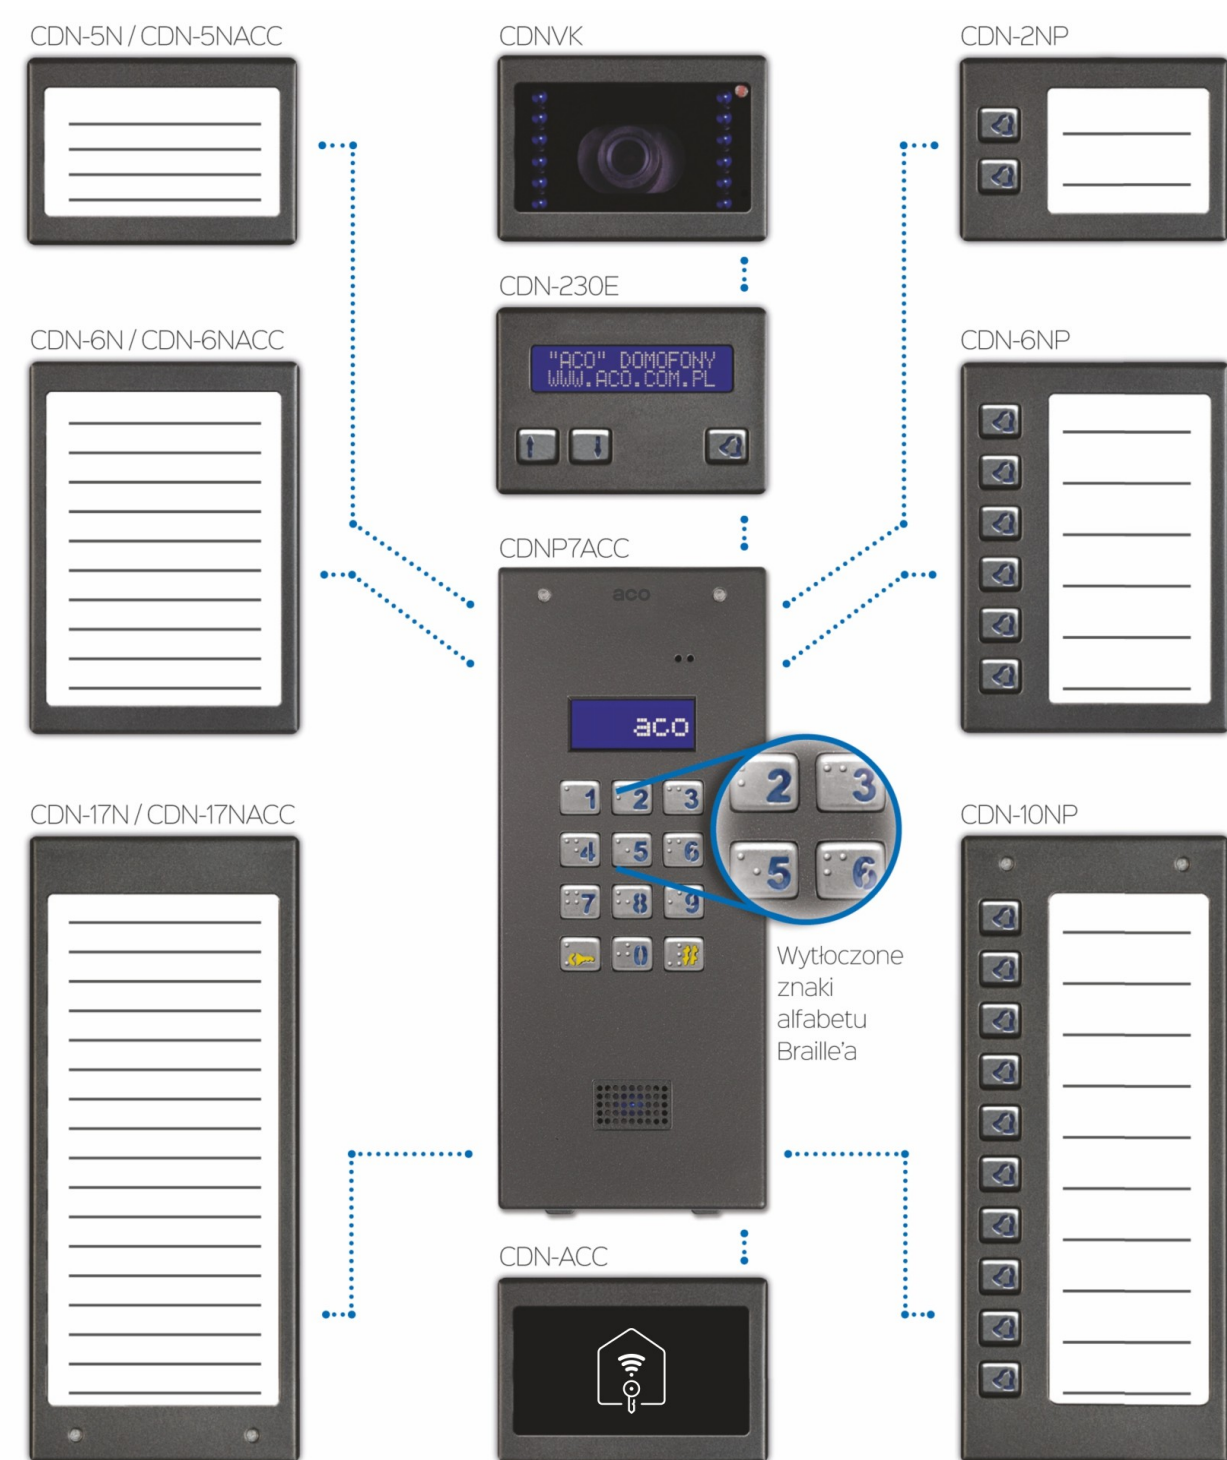 CDN-5N / CDN-5NACC
CDNVK
CDN-2NP
CDN-230E
"ACO" DOMOFONY
WWW.ACO.COM.PL
CDN-6N / CDN-6NACC
CDN-6NP
CDNP7ACC
aco
aco
1 2 3
4 5 6
7 8 9
0
2 3
5 6
Wytłoczone
znaki
alfabetu
Braille'a
CDN-17N / CDN-17NACC
CDN-10NP
CDN-ACC